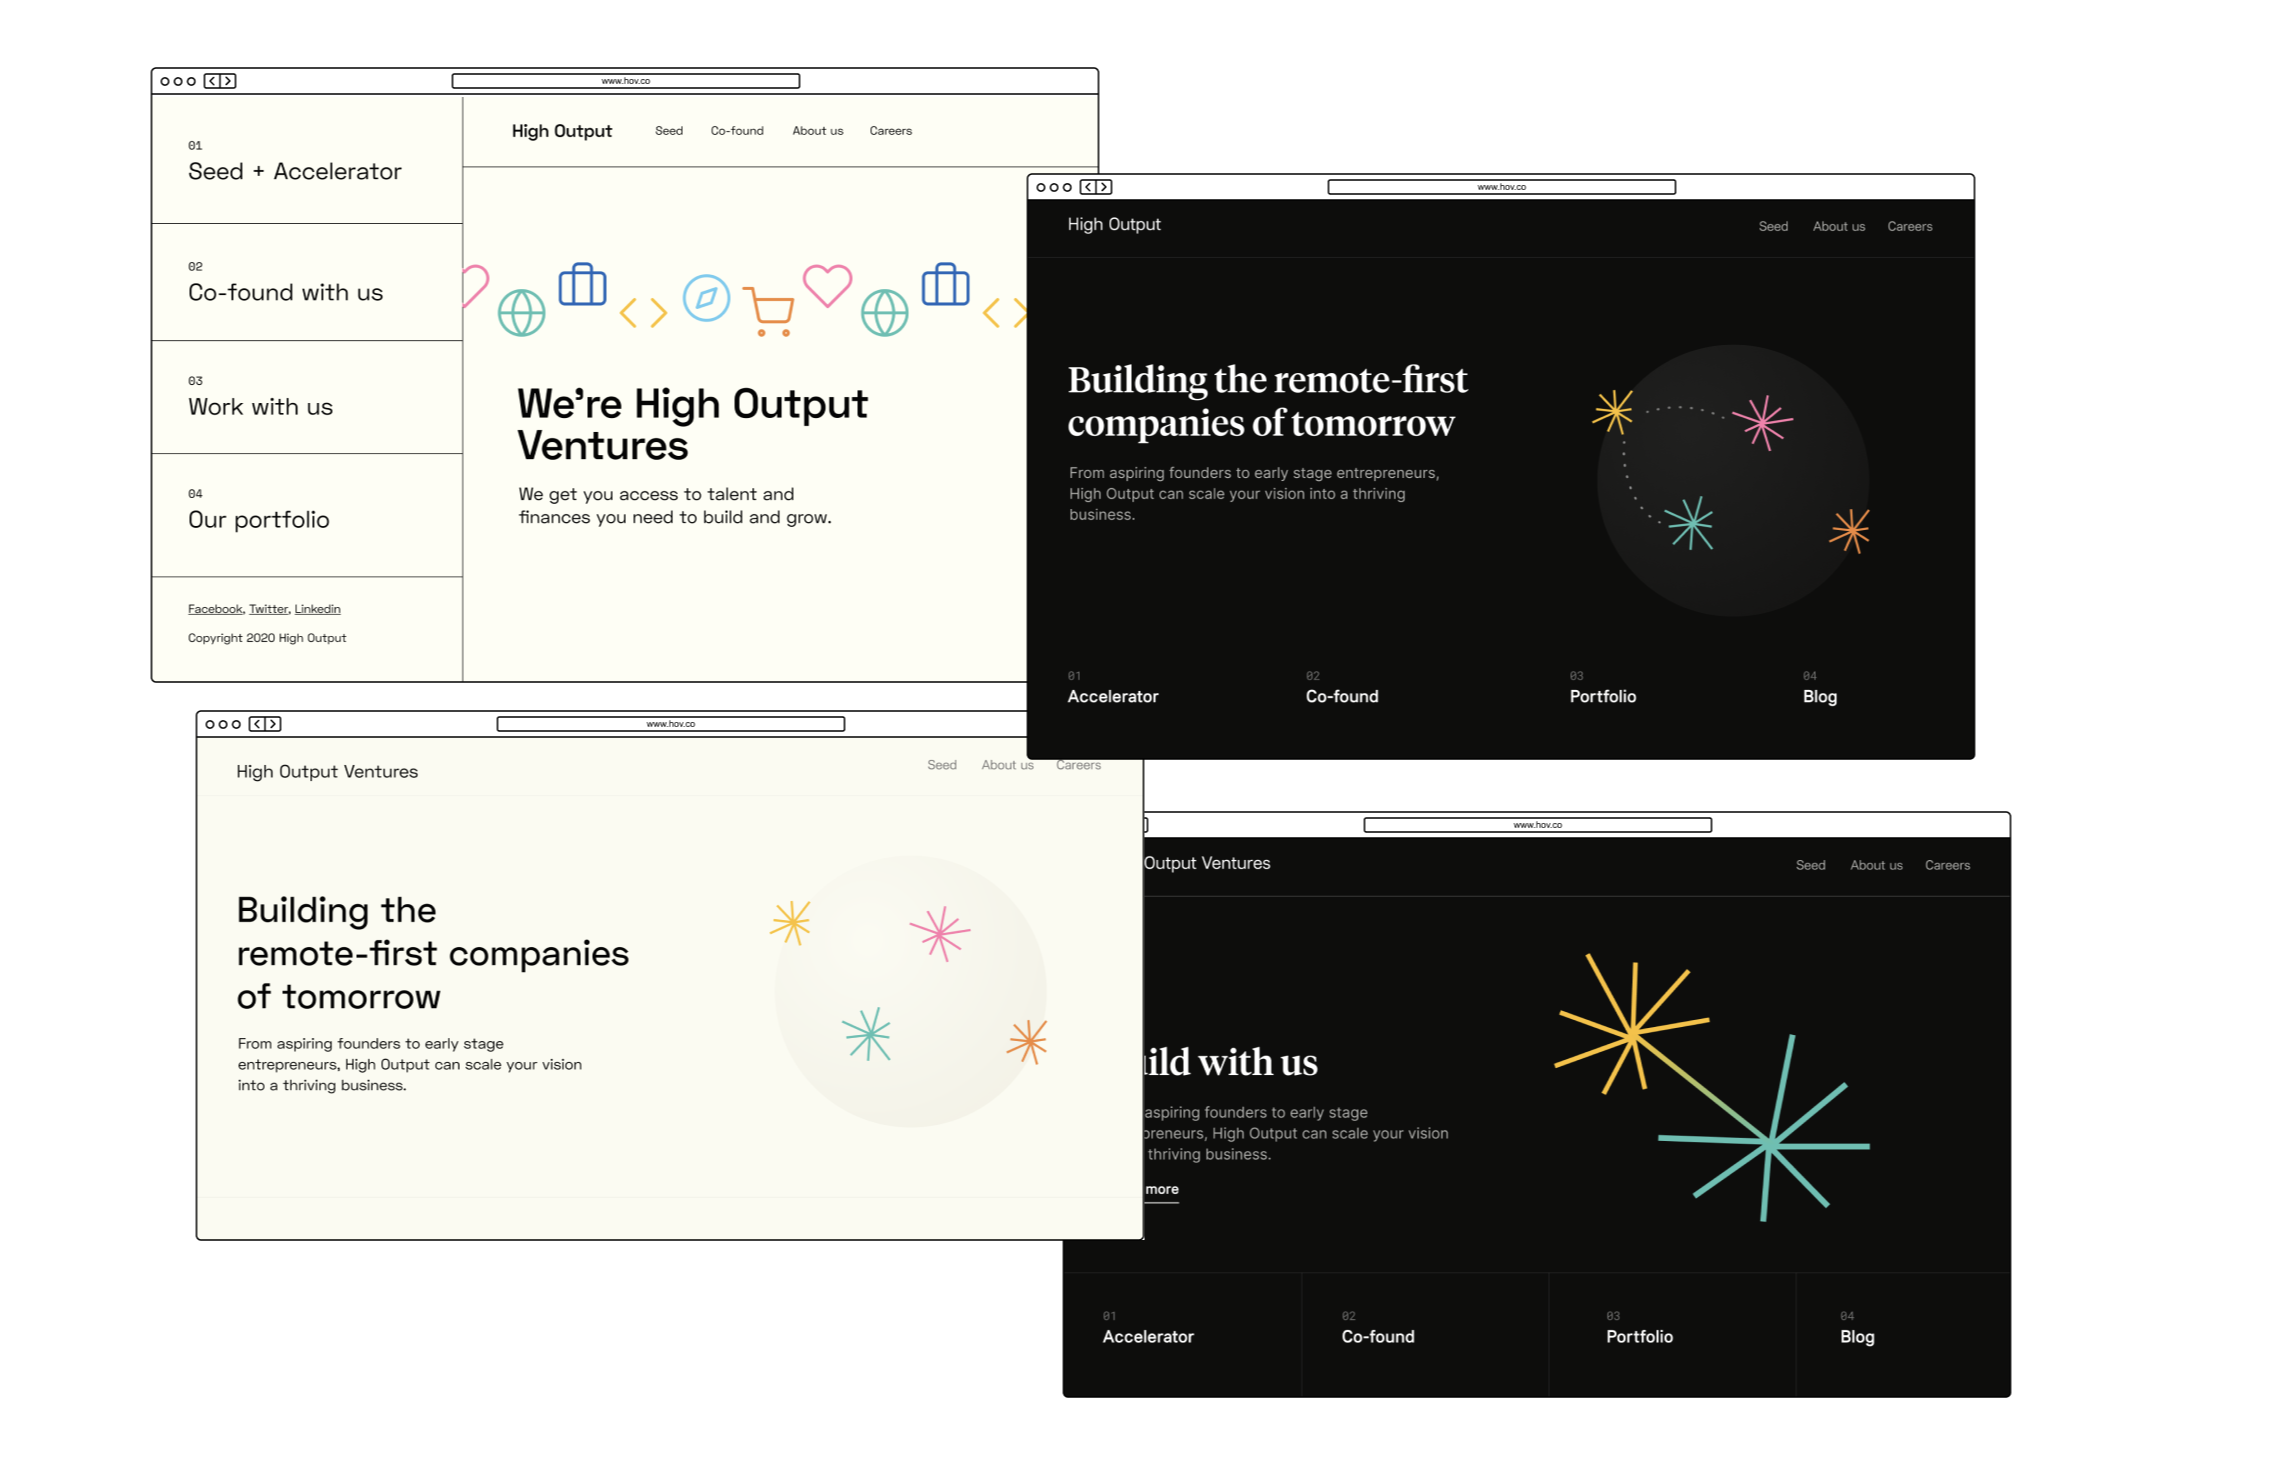 www.hov.co
01
Seed + Accelerator
02
Co-found with us
03
Work with us
04
Our portfolio
Facebook, Twitter, Linkedin
Copyright 2020 High Output
High Output Seed Co-found About us Careers
We’re High Output
Ventures
We get you access to talent and
finances you need to build and grow.
www.hov.co
High Output Seed About us Careers
Building the remote-first
companies of tomorrow
From aspiring founders to early stage entrepreneurs,
High Output can scale your vision into a thriving
business.
01 02 03 04
Accelerator Co-found Portfolio Blog
www.hov.co
High Output Ventures Seed About us Careers
Building the
remote-first companies
of tomorrow
From aspiring founders to early stage
entrepreneurs, High Output can scale your vision
into a thriving business.
www.hov.co
Output Ventures Seed About us Careers
ild with us
aspiring founders to early stage
preneurs, High Output can scale your vision
thriving business.
more
01 02 03 04
Accelerator Co-found Portfolio Blog